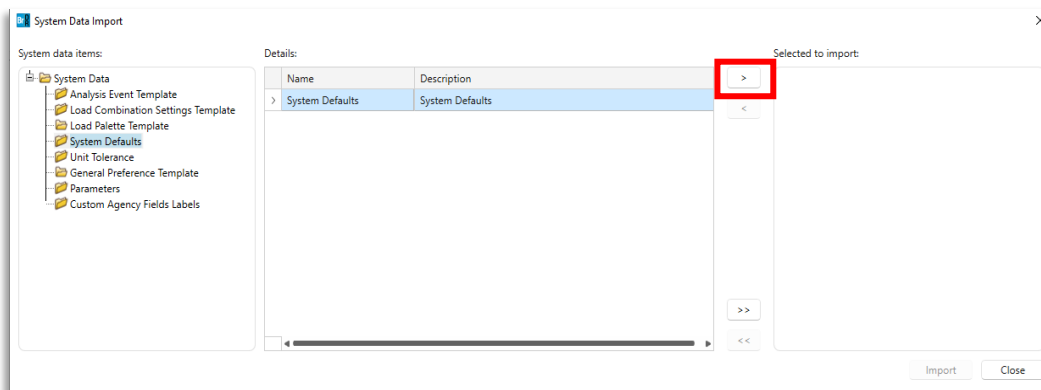 Br System Data Import
System data items:
Details:
Selected to import:
System Data
Analysis Event Template
Load Combination Settings Template
Load Palette Template
System Defaults
Unit Tolerance
General Preference Template
Parameters
Custom Agency Fields Labels
Name Description
> System Defaults System Defaults
>
<
>>
<<
Import Close